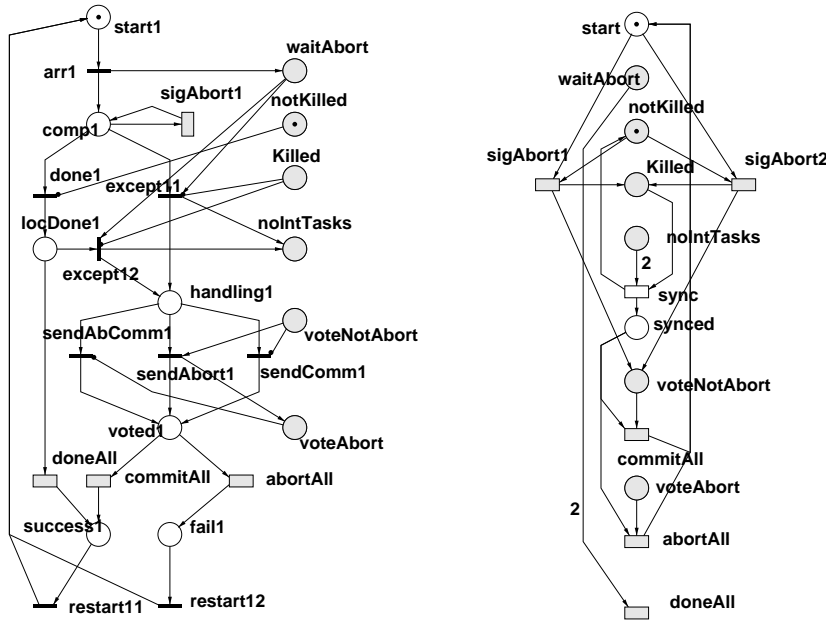 start1
waitAbort
arr1
sigAbort1
notKilled
comp1
Killed
done1
except11
locDone1
noIntTasks
except12
handling1
sendAbComm1
voteNotAbort
sendAbort1
sendComm1
voted1
voteAbort
doneAll
commitAll
abortAll
success1
fail1
restart11
restart12
start
waitAbort
notKilled
sigAbort1
Killed
sigAbort2
noIntTasks
2
sync
synced
voteNotAbort
commitAll
voteAbort
2
abortAll
doneAll